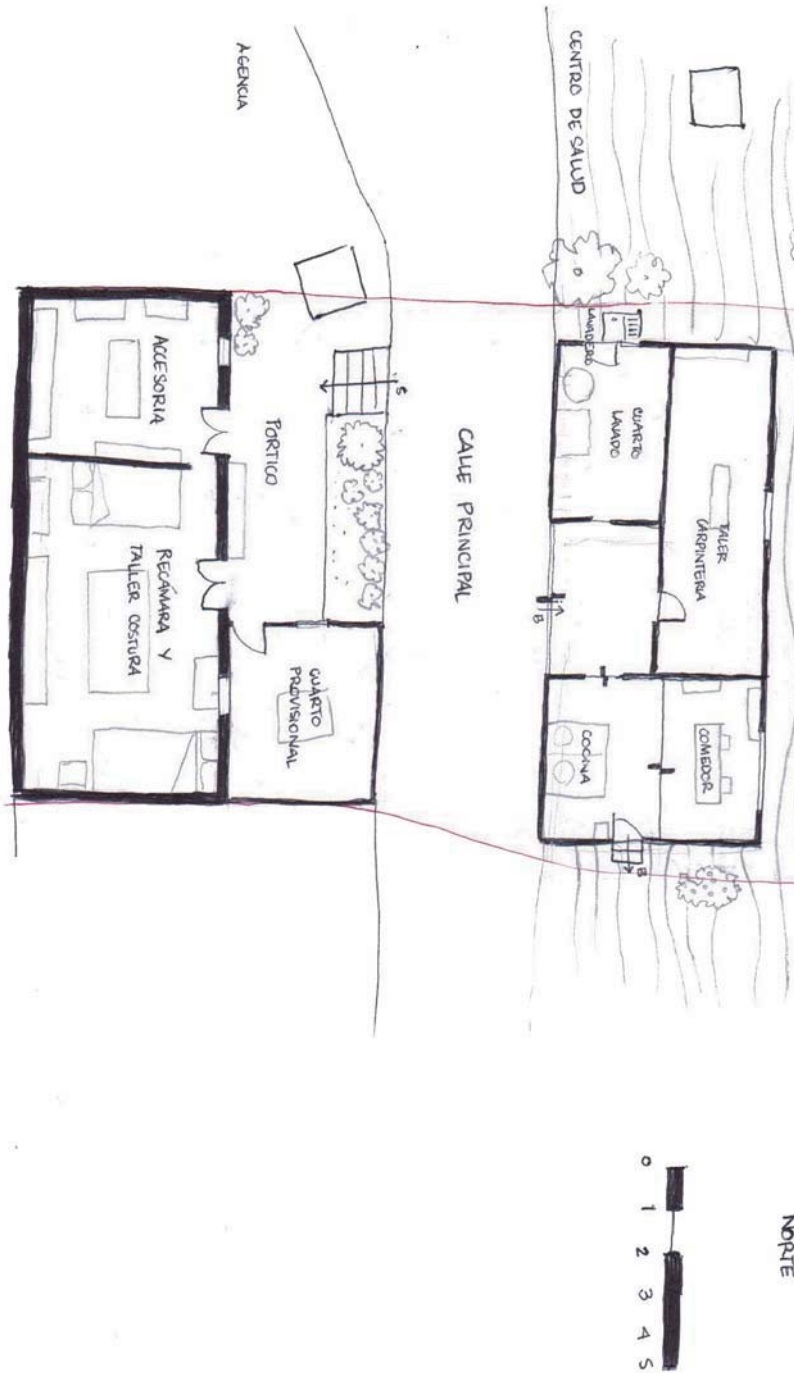 NORTE
TALER
CARPINTERIA
COMEDOR
0 1 2 3 4 5
CUARTO
LAVADO
LAVADERO
COCINA
B
CENTRO DE SALUD
B
CALLE PRINCIPAL
S
CUARTO
PROVISIONAL
PORTICO
AGENCIA
ACCESORIA
RECÁMARA Y
TALLER COSTURA